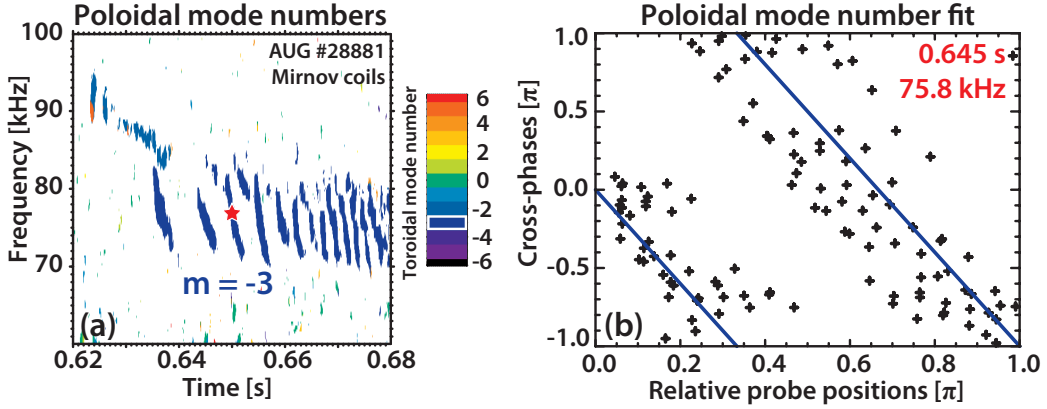 Poloidal mode numbers
100
90
80
70
Frequency [kHz]
AUG #28881
Mirnov coils
m = -3
(a)
0.62
0.64
0.66
0.68
Time [s]
Toroidal mode number
6
4
2
0
-2
-4
-6
Poloidal mode number fit
1.0
0.5
0.0
-0.5
-1.0
Cross-phases [π]
0.645 s
75.8 kHz
(b)
0.0
0.2
0.4
0.6
0.8
1.0
Relative probe positions [π]